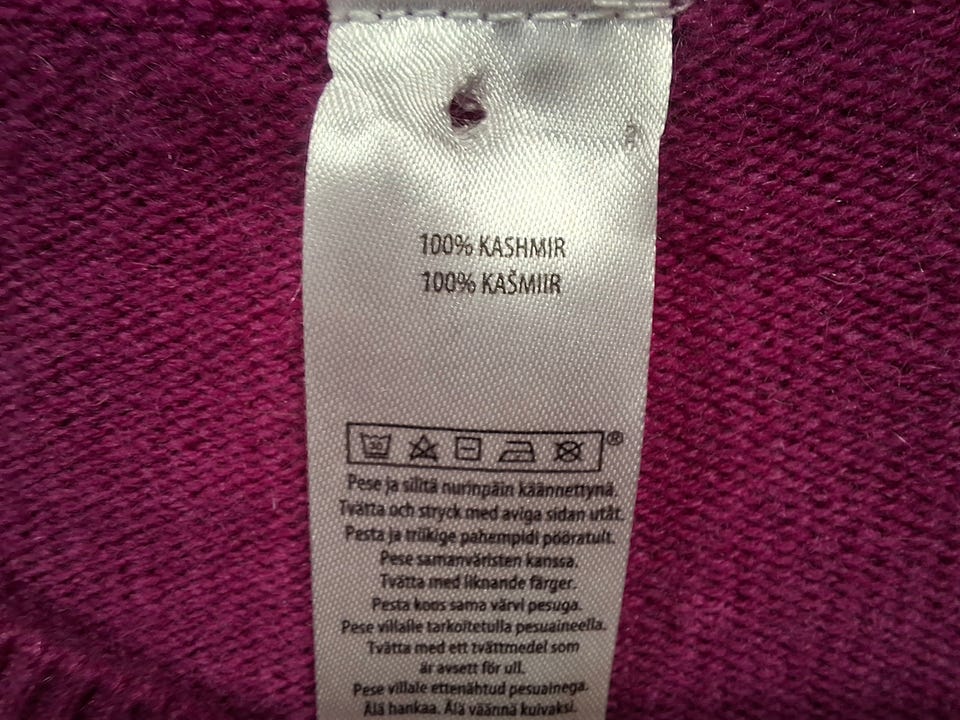 100% KASHMIR
100% KAŠMIIR
30 ®
Pese ja silitä nurinpäin käännettynä.
Tvätta och stryck med aviga sidan utåt.
Pesta ja triikige pahempidi pööratult.
Pese samanväristen kanssa.
Tvätta med liknande färger.
Pesta koos sama värvi pesuga.
Pese villalle tarkoitetulla pesuaineella.
Tvätta med ett tvättmedel som
är avsett för ull.
Pese villale ettenähtud pesuainega.
Älä hankaa. Älä väännä kuivaksi.